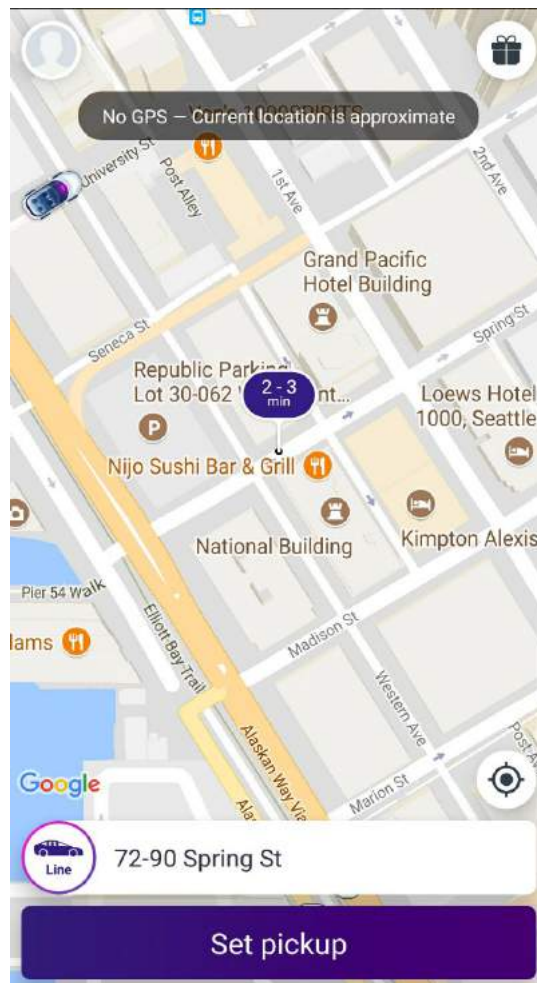 No GPS — Current location is approximate
University St
Post Alley
1st Ave
2nd Ave
Grand Pacific
Hotel Building
Seneca St
Spring St
Republic Parking
Lot 30-062
nt...
2 - 3
min
Loews Hotel
1000, Seattle
P
Nijo Sushi Bar & Grill
National Building
Kimpton Alexis
Pier 54 Walk
lams
Elliott Bay Trail
Madison St
Western Ave
Post A
Alaskan Way Via
Marion St
Google
Alas
Line
72-90 Spring St
Set pickup